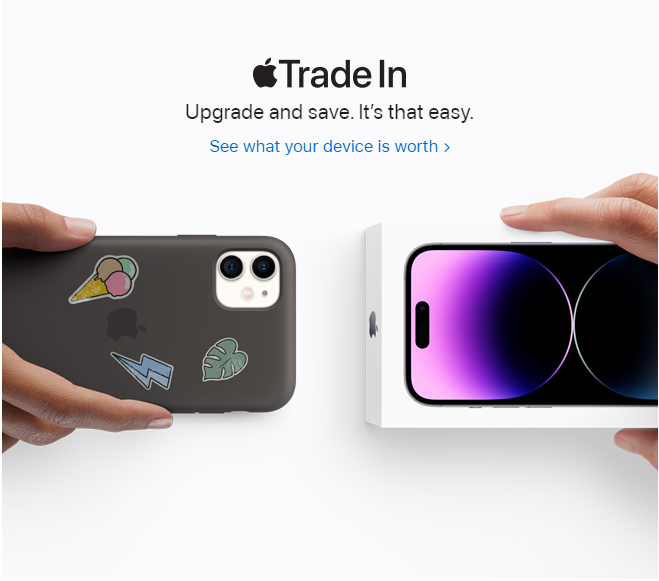 Trade In
Upgrade and save. It’s that easy.
See what your device is worth >